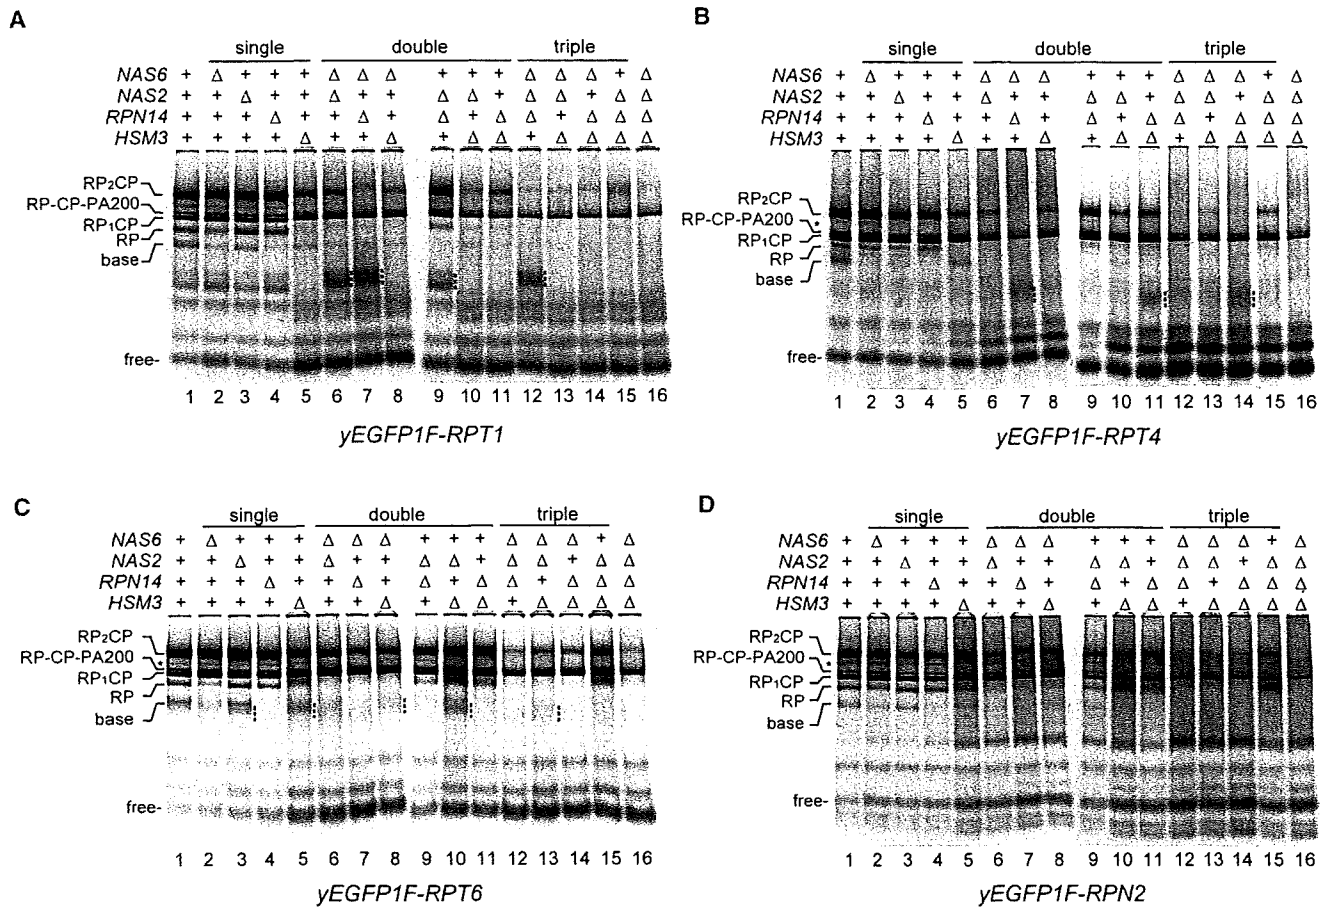 A
single double triple
NAS6 + Δ + + + Δ Δ Δ + + + Δ Δ Δ + Δ
NAS2 + + Δ + + Δ + + Δ Δ + Δ Δ + Δ Δ
RPN14 + + + Δ + + Δ + Δ + Δ Δ + Δ Δ Δ
HSM3 + + + + Δ + + Δ + Δ Δ + Δ Δ Δ Δ
RP₂CP
RP-CP-PA200
RP₁CP
RP
base
free-
1 2 3 4 5 6 7 8 9 10 11 12 13 14 15 16
yEGFP1F-RPT1
B
single double triple
NAS6 + Δ + + + Δ Δ Δ + + + Δ Δ Δ + Δ
NAS2 + + Δ + + Δ + + Δ Δ + Δ Δ + Δ Δ
RPN14 + + + Δ + + Δ + Δ + Δ Δ + Δ Δ Δ
HSM3 + + + + Δ + + Δ + Δ Δ + Δ Δ Δ Δ
RP₂CP
RP-CP-PA200
*
RP₁CP
RP
base
free-
1 2 3 4 5 6 7 8 9 10 11 12 13 14 15 16
yEGFP1F-RPT4
C
single double triple
NAS6 + Δ + + + Δ Δ Δ + + + Δ Δ Δ + Δ
NAS2 + + Δ + + Δ + + Δ Δ + Δ Δ + Δ Δ
RPN14 + + + Δ + + Δ + Δ + Δ Δ + Δ Δ Δ
HSM3 + + + + Δ + + Δ + Δ Δ + Δ Δ Δ Δ
RP₂CP
RP-CP-PA200
*
RP₁CP
RP
base
free-
1 2 3 4 5 6 7 8 9 10 11 12 13 14 15 16
yEGFP1F-RPT6
D
single double triple
NAS6 + Δ + + + Δ Δ Δ + + + Δ Δ Δ + Δ
NAS2 + + Δ + + Δ + + Δ Δ + Δ Δ + Δ Δ
RPN14 + + + Δ + + Δ + Δ + Δ Δ + Δ Δ Δ
HSM3 + + + + Δ + + Δ + Δ Δ + Δ Δ Δ Δ
RP₂CP
RP-CP-PA200
*
RP₁CP
RP
base
free-
1 2 3 4 5 6 7 8 9 10 11 12 13 14 15 16
yEGFP1F-RPN2